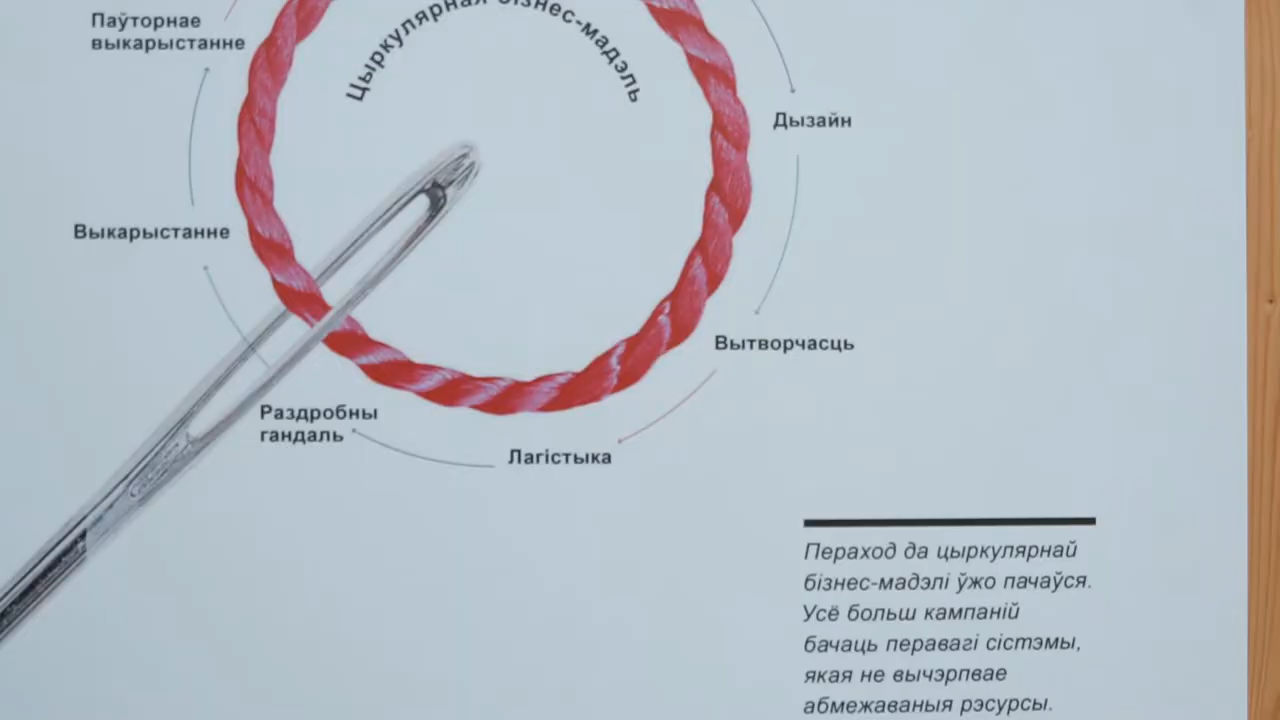 Паўторнае
выкарыстанне
Цыркулярная бізнес-мадэль
Дызайн
Выкарыстанне
Вытворчасць
Раздробны
гандаль
Лагістыка
Пераход да цыркулярнай
бізнес-мадэлі ўжо пачаўся.
Усё больш кампаній
бачаць перавагі сістэмы,
якая не вычэрпвае
абмежаваныя рэсурсы.